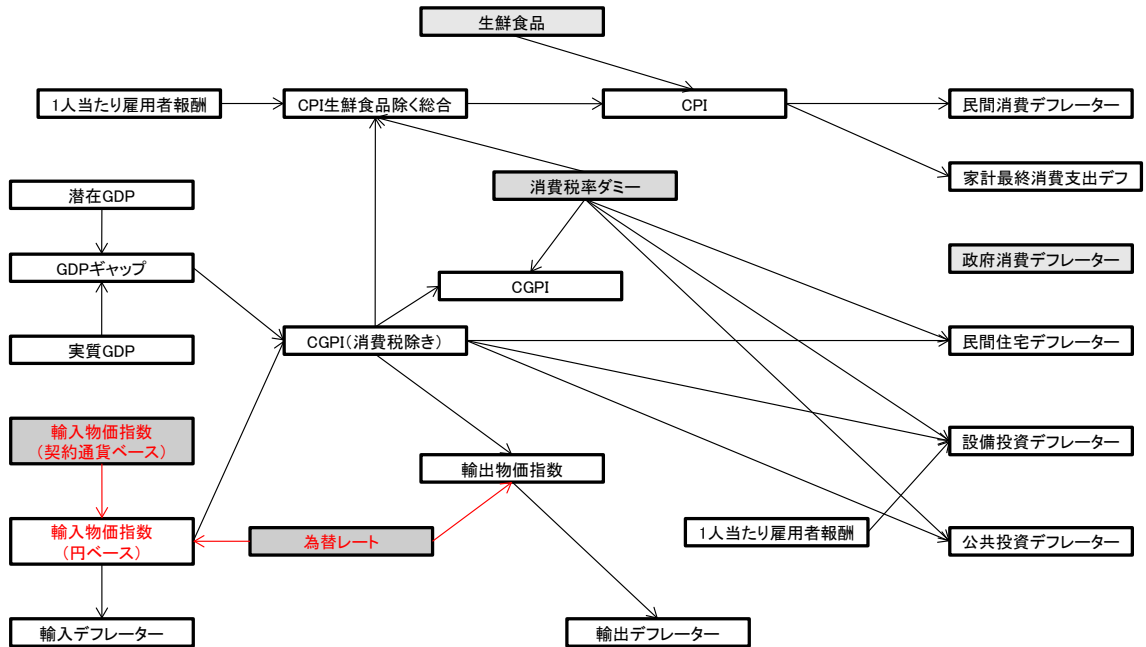 生鮮食品
1人当たり雇用者報酬
CPI生鮮食品除く総合
CPI
民間消費デフレーター
消費税率ダミー
家計最終消費支出デフ
潜在GDP
GDPギャップ
政府消費デフレーター
CGPI
実質GDP
CGPI(消費税除き)
民間住宅デフレーター
輸入物価指数
(契約通貨ベース)
設備投資デフレーター
輸出物価指数
輸入物価指数
(円ベース)
為替レート
1人当たり雇用者報酬
公共投資デフレーター
輸入デフレーター
輸出デフレーター